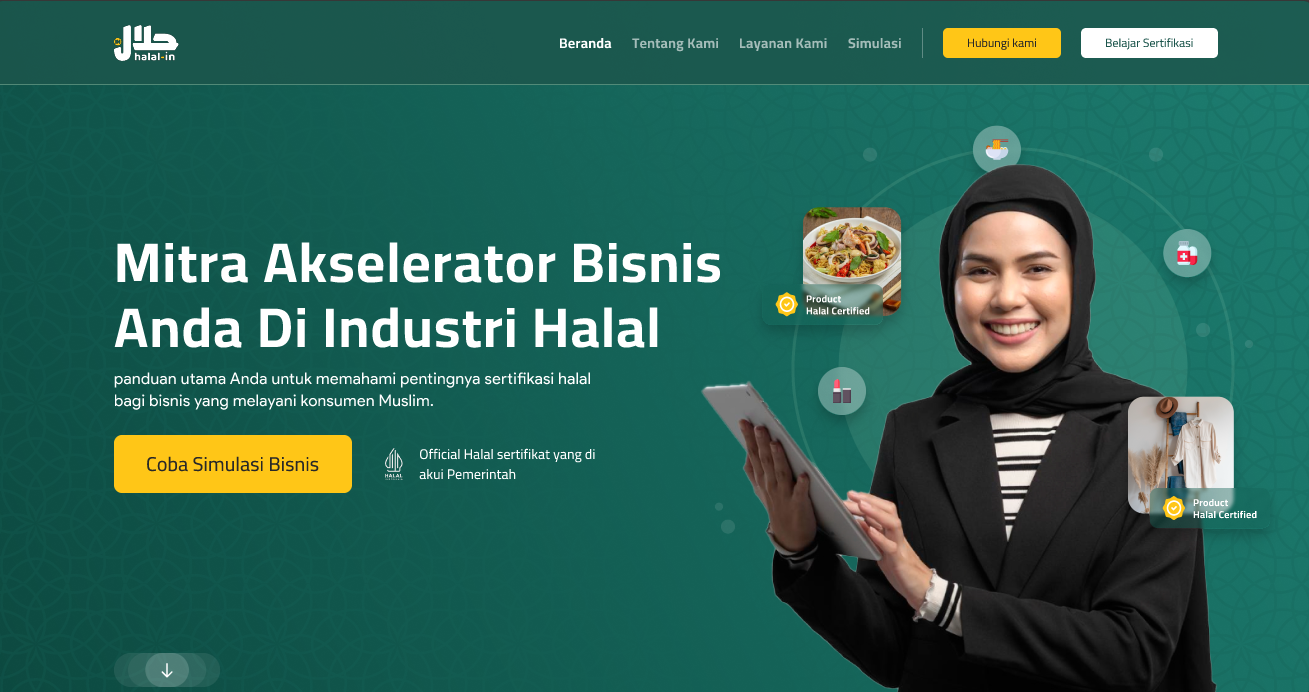 حلال
halal-in
Beranda
Tentang Kami
Layanan Kami
Simulasi
Hubungi kami
Belajar Sertifikasi
Mitra Akselerator Bisnis
Anda Di Industri Halal
panduan utama Anda untuk memahami pentingnya sertifikasi halal
bagi bisnis yang melayani konsumen Muslim.
Coba Simulasi Bisnis
HALAL
Official Halal sertifikat yang di
akui Pemerintah
Product
Halal Certified
Product
Halal Certified